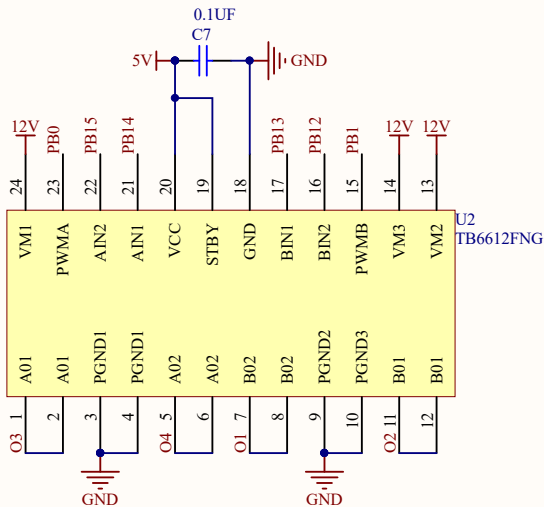 0.1UF
C7
5V
GND
12V
PB0
PB15
PB14
PB13
PB12
PB1
12V
12V
24
23
22
21
20
19
18
17
16
15
14
13
VM1
PWMA
AIN2
AIN1
VCC
STBY
GND
BIN1
BIN2
PWMB
VM3
VM2
U2
TB6612FNG
A01
A01
PGND1
PGND1
A02
A02
B02
B02
PGND2
PGND3
B01
B01
1
2
3
4
5
6
7
8
9
10
11
12
O3
O4
O1
O2
GND
GND